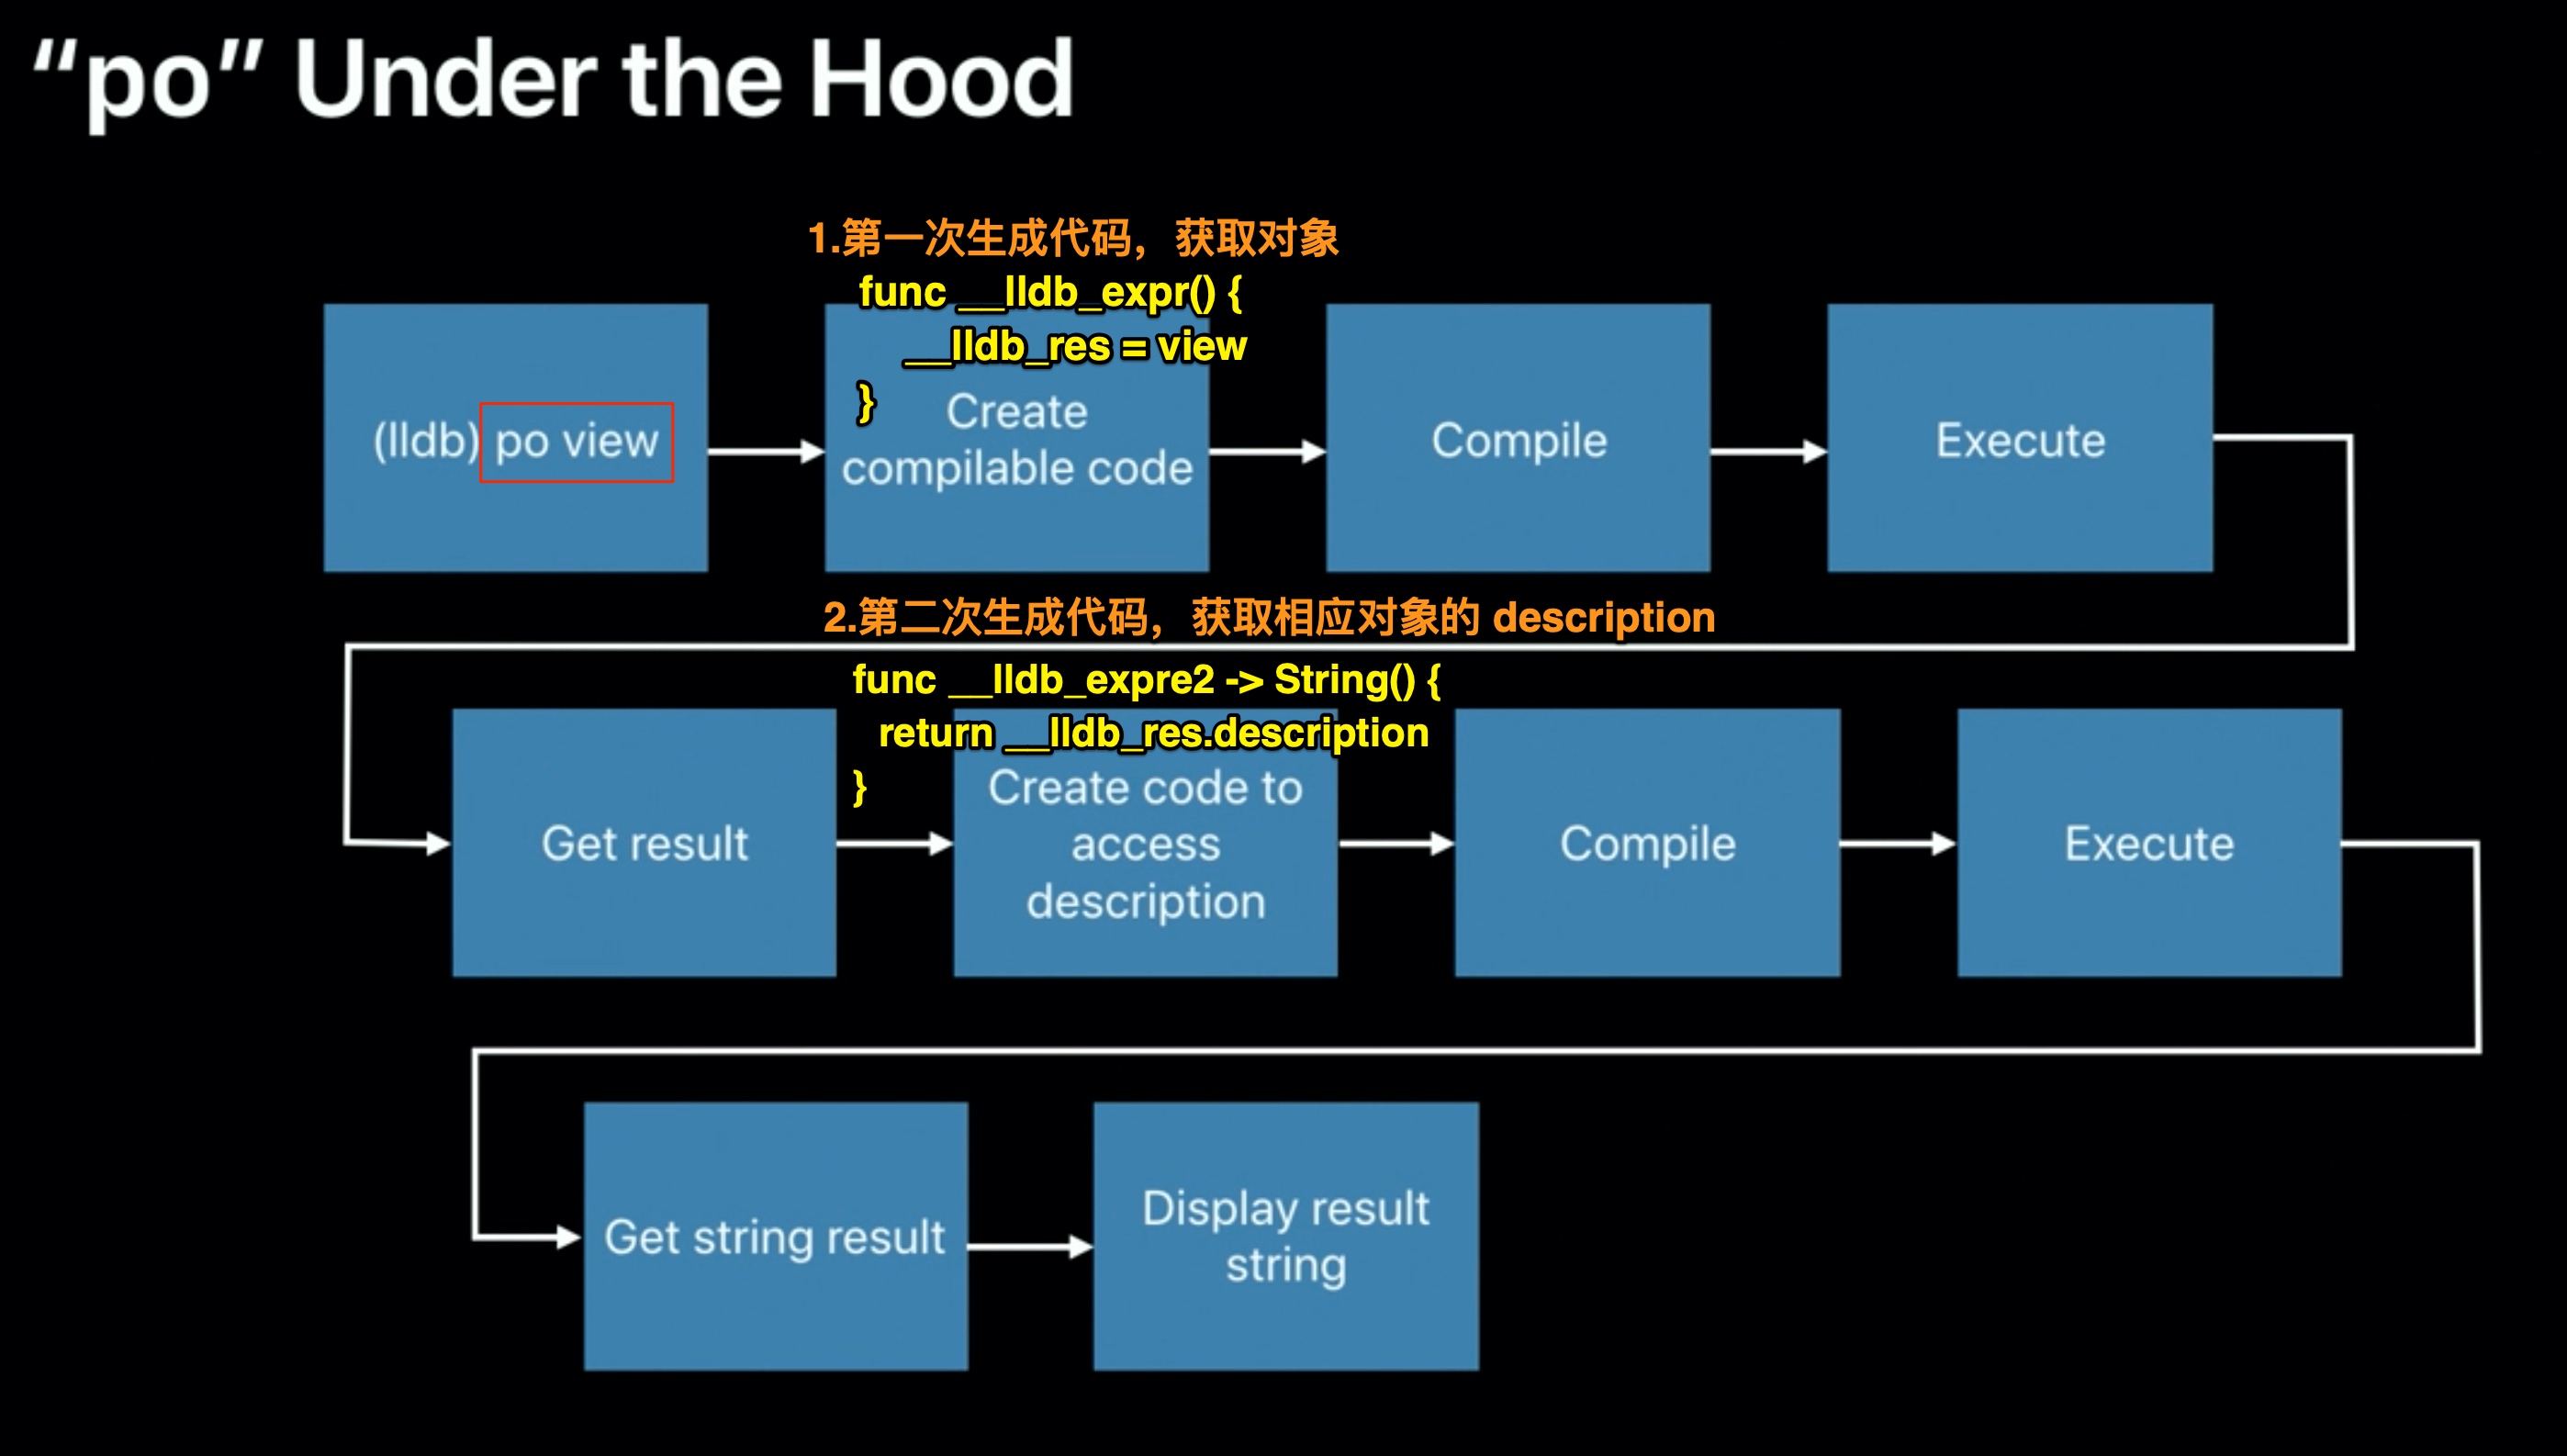 “po” Under the Hood
1.第一次生成代码，获取对象
func __lldb_expr() {
__lldb_res = view
}
(lldb) po view
Create
compilable code
Compile
Execute
2.第二次生成代码，获取相应对象的 description
func __lldb_expre2 -> String() {
return __lldb_res.description
}
Get result
Create code to
access
description
Compile
Execute
Get string result
Display result
string